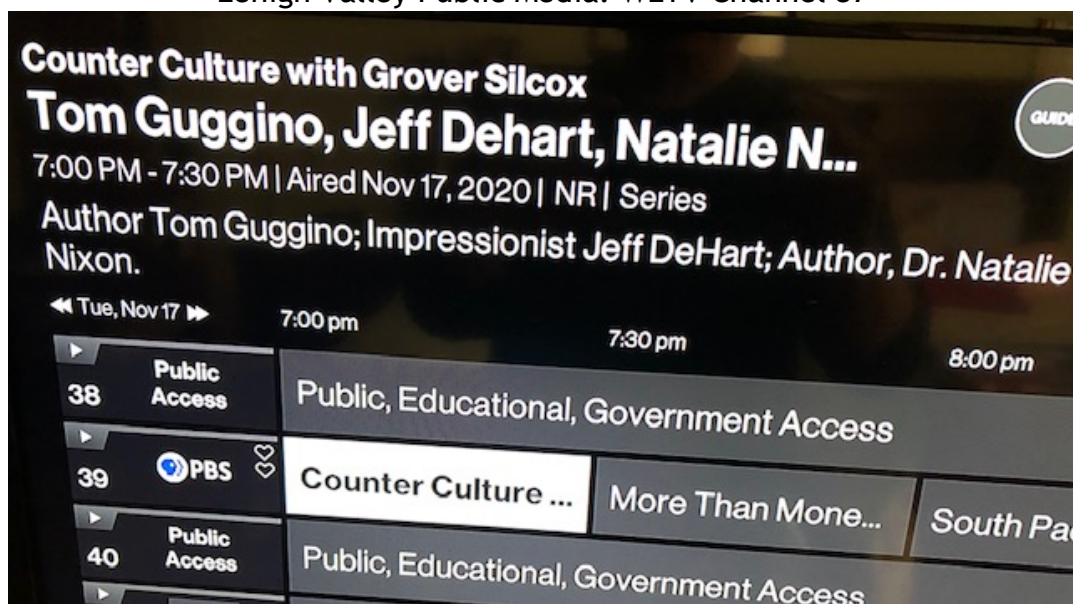 Counter Culture with Grover Silcox
Tom Guggino, Jeff Dehart, Natalie N...
GUIDE
7:00 PM - 7:30 PM | Aired Nov 17, 2020 | NR | Series
Author Tom Guggino; Impressionist Jeff DeHart; Author, Dr. Natalie
Nixon.
Tue, Nov 17
7:00 pm
7:30 pm
8:00 pm
38
Public
Access
Public, Educational, Government Access
39
PBS
Counter Culture ...
More Than Mone...
South Pa
40
Public
Access
Public, Educational, Government Access